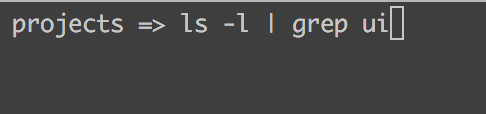 projects => ls -l | grep ui